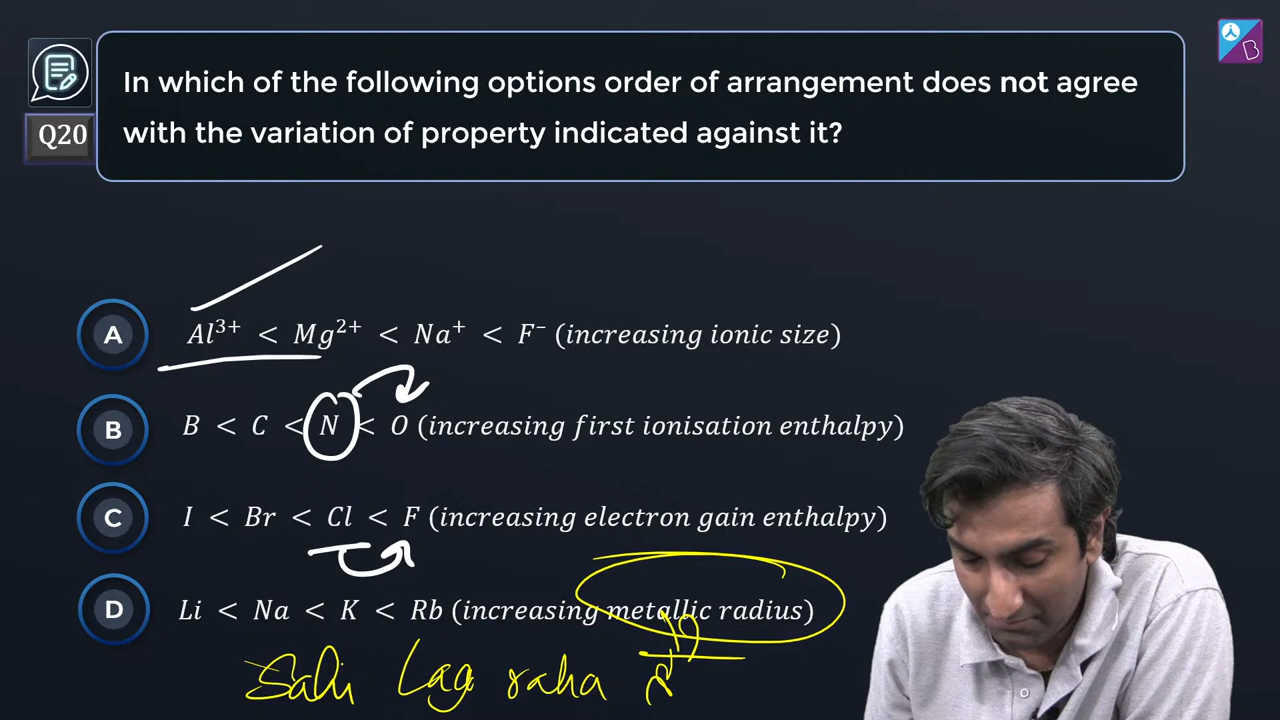 In which of the following options order of arrangement does not agree
Q20
with the variation of property indicated against it?
A
Al³⁺ < Mg²⁺ < Na⁺ < F⁻ (increasing ionic size)
B
B < C < N < O (increasing first ionisation enthalpy)
C
I < Br < Cl < F (increasing electron gain enthalpy)
D
Li < Na < K < Rb (increasing metallic radius)
Sahi Lag raha